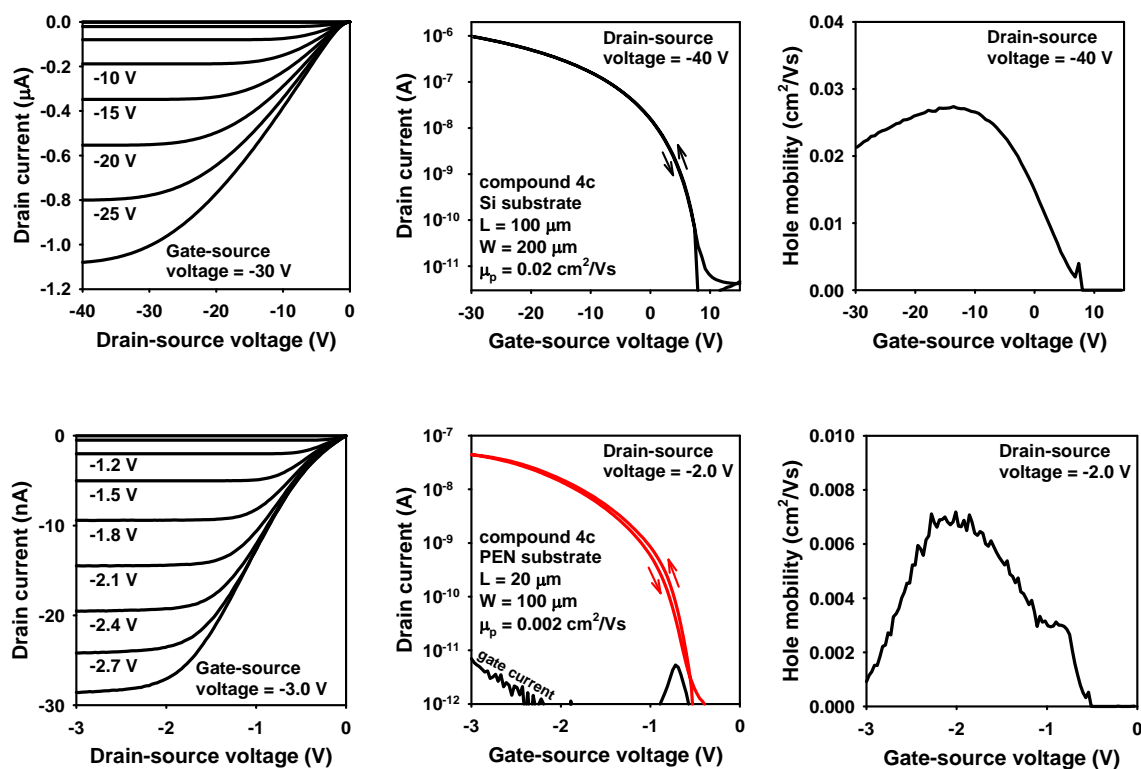 Drain current (μA)
0.0
-0.2
-0.4
-0.6
-0.8
-1.0
-1.2
-10 V
-15 V
-20 V
-25 V
Gate-source
voltage = -30 V
-40
-30
-20
-10
0
Drain-source voltage (V)
Drain current (A)
10⁻⁶
10⁻⁷
10⁻⁸
10⁻⁹
10⁻¹⁰
10⁻¹¹
Drain-source
voltage = -40 V
compound 4c
Si substrate
L = 100 μm
W = 200 μm
μp = 0.02 cm²/Vs
-30
-20
-10
0
10
Gate-source voltage (V)
Hole mobility (cm²/Vs)
0.04
0.03
0.02
0.01
0.00
Drain-source
voltage = -40 V
-30
-20
-10
0
10
Gate-source voltage (V)
Drain current (nA)
0
-10
-20
-30
-1.2 V
-1.5 V
-1.8 V
-2.1 V
-2.4 V
-2.7 V
Gate-source
voltage = -3.0 V
-3
-2
-1
0
Drain-source voltage (V)
Drain current (A)
10⁻⁷
10⁻⁸
10⁻⁹
10⁻¹⁰
10⁻¹¹
10⁻¹²
Drain-source
voltage = -2.0 V
compound 4c
PEN substrate
L = 20 μm
W = 100 μm
μp = 0.002 cm²/Vs
gate current
-3
-2
-1
0
Gate-source voltage (V)
Hole mobility (cm²/Vs)
0.010
0.008
0.006
0.004
0.002
0.000
Drain-source
voltage = -2.0 V
-3
-2
-1
0
Gate-source voltage (V)